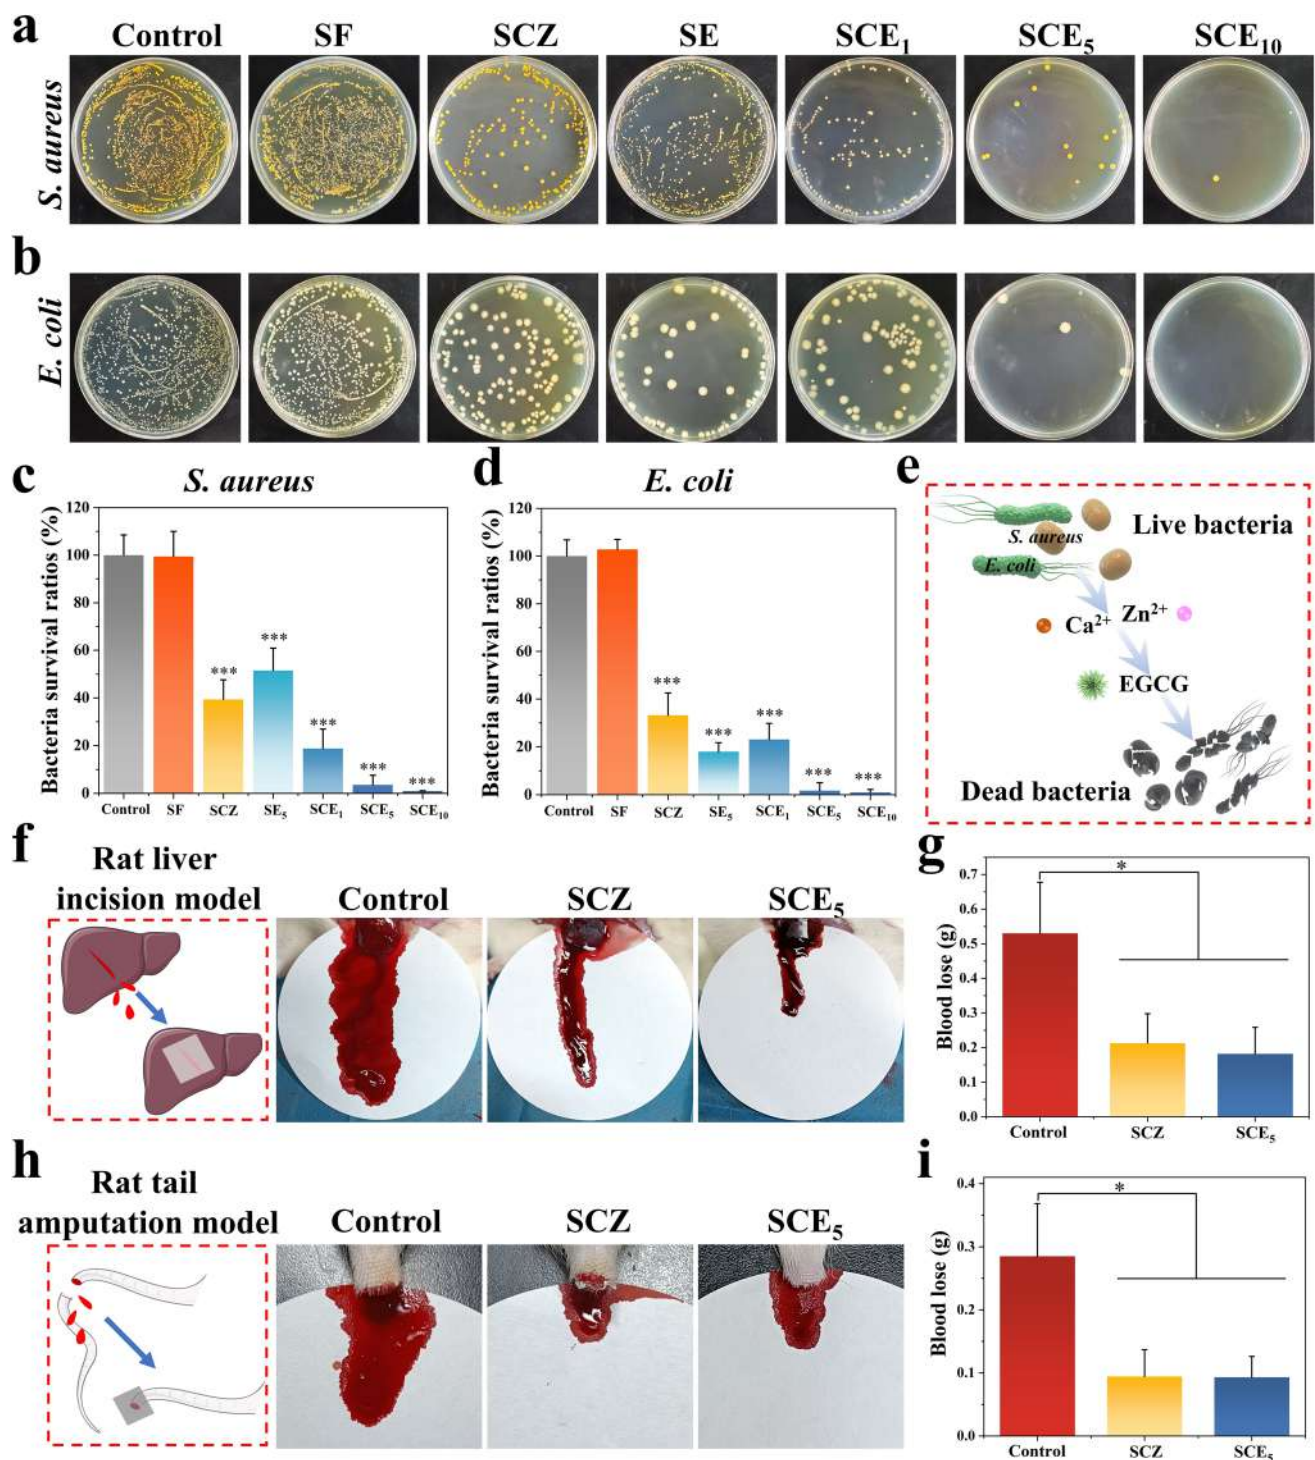 a
Control SF SCZ SE SCE₁ SCE₅ SCE₁₀
S. aureus
b
E. coli
c
S. aureus
Bacteria survival ratios (%)
120
100
80
60
40
20
0
***
***
***
***
***
Control SF SCZ SE₅ SCE₁ SCE₅ SCE₁₀
d
E. coli
Bacteria survival ratios (%)
120
100
80
60
40
20
0
***
***
***
***
***
Control SF SCZ SE₅ SCE₁ SCE₅ SCE₁₀
e
S. aureus
E. coli
Live bacteria
Ca²⁺ Zn²⁺
EGCG
Dead bacteria
f
Rat liver
incision model
Control SCZ SCE₅
g
Blood lose (g)
0.7
0.6
0.5
0.4
0.3
0.2
0.1
0.0
*
Control SCZ SCE₅
h
Rat tail
amputation model
Control SCZ SCE₅
i
Blood lose (g)
0.4
0.3
0.2
0.1
0.0
*
Control SCZ SCE₅